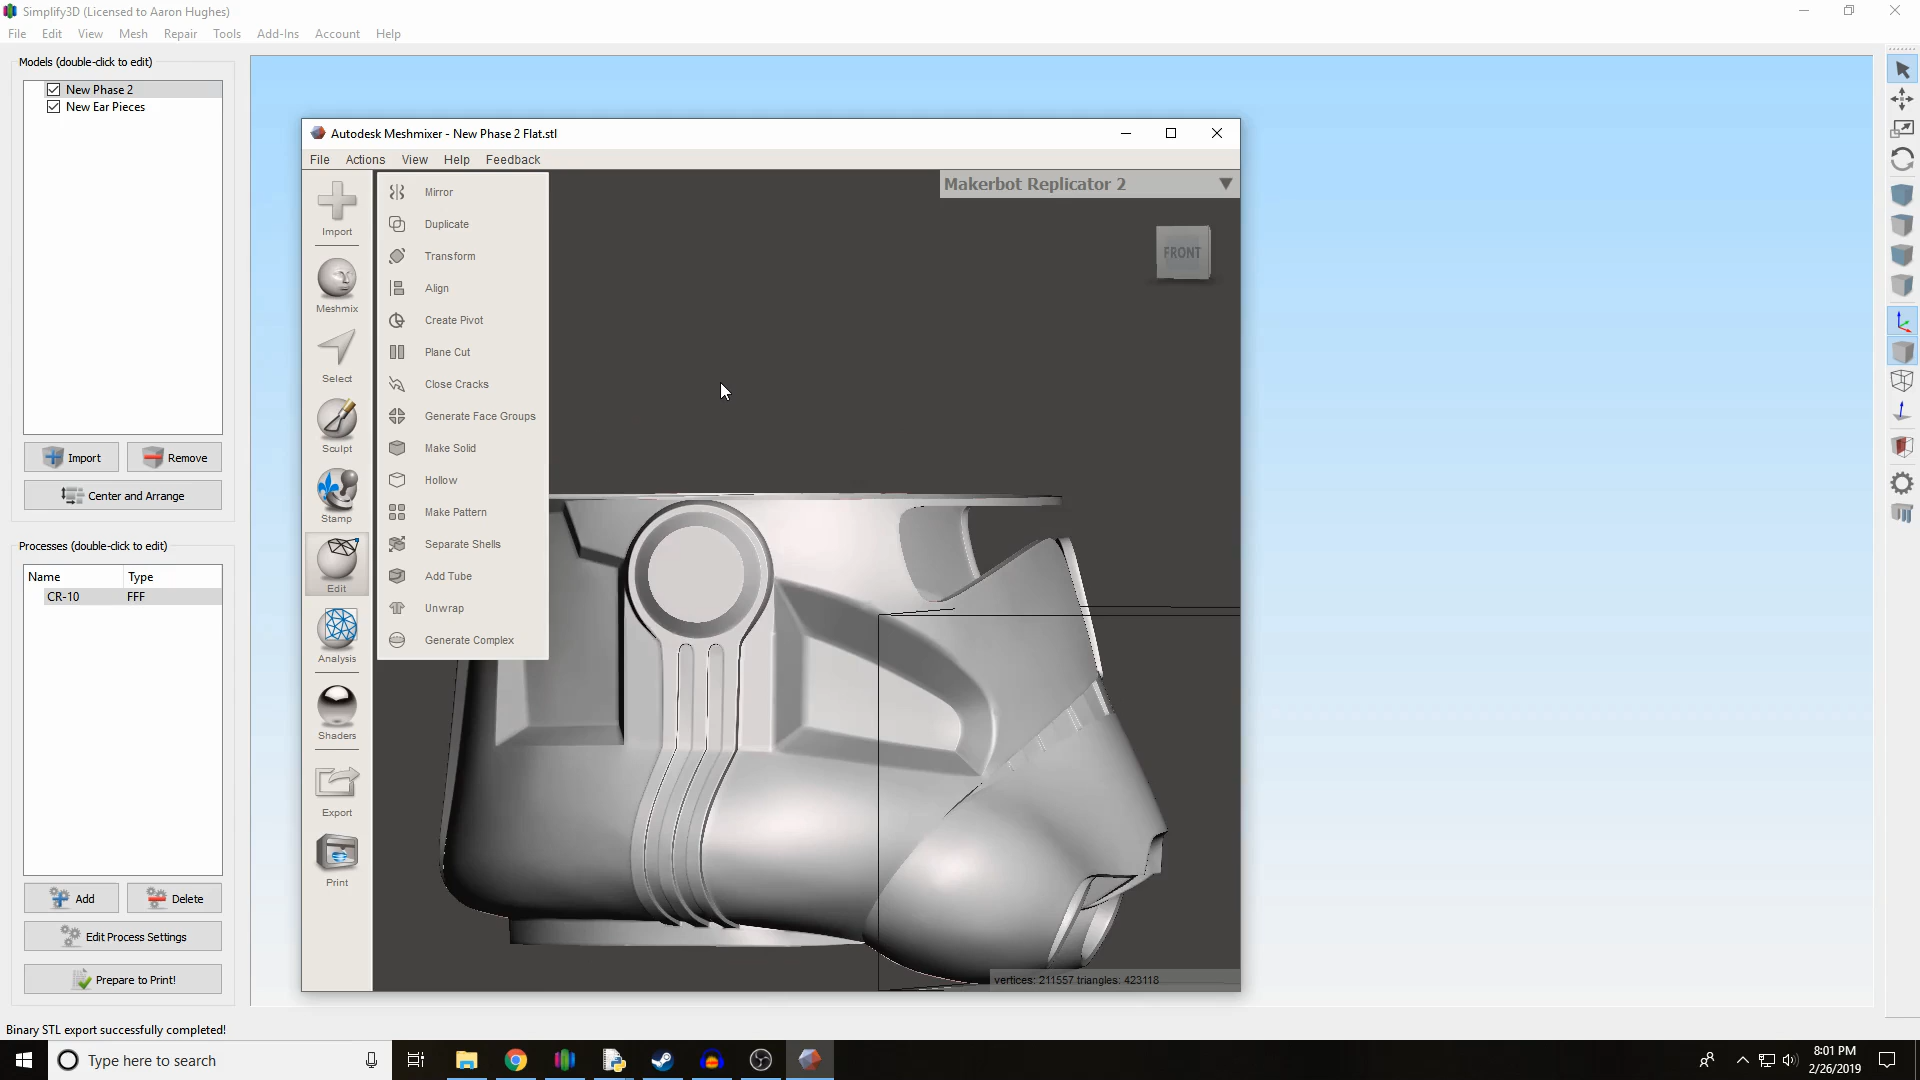 Simplify3D (Licensed to Aaron Hughes)
File Edit View Mesh Repair Tools Add-Ins Account Help
Models (double-click to edit)
New Phase 2
New Ear Pieces
Import Remove
Center and Arrange
Processes (double-click to edit)
Name Type
CR-10 FFF
Add Delete
Edit Process Settings
Prepare to Print!
Binary STL export successfully completed!
Autodesk Meshmixer - New Phase 2 Flat.stl
File Actions View Help Feedback
Import
Meshmix
Select
Sculpt
Stamp
Edit
Analysis
Shaders
Export
Print
Mirror
Duplicate
Transform
Align
Create Pivot
Plane Cut
Close Cracks
Generate Face Groups
Make Solid
Hollow
Make Pattern
Separate Shells
Add Tube
Unwrap
Generate Complex
Makerbot Replicator 2
FRONT
vertices: 211557 triangles: 423118
Type here to search
8:01 PM
2/26/2019